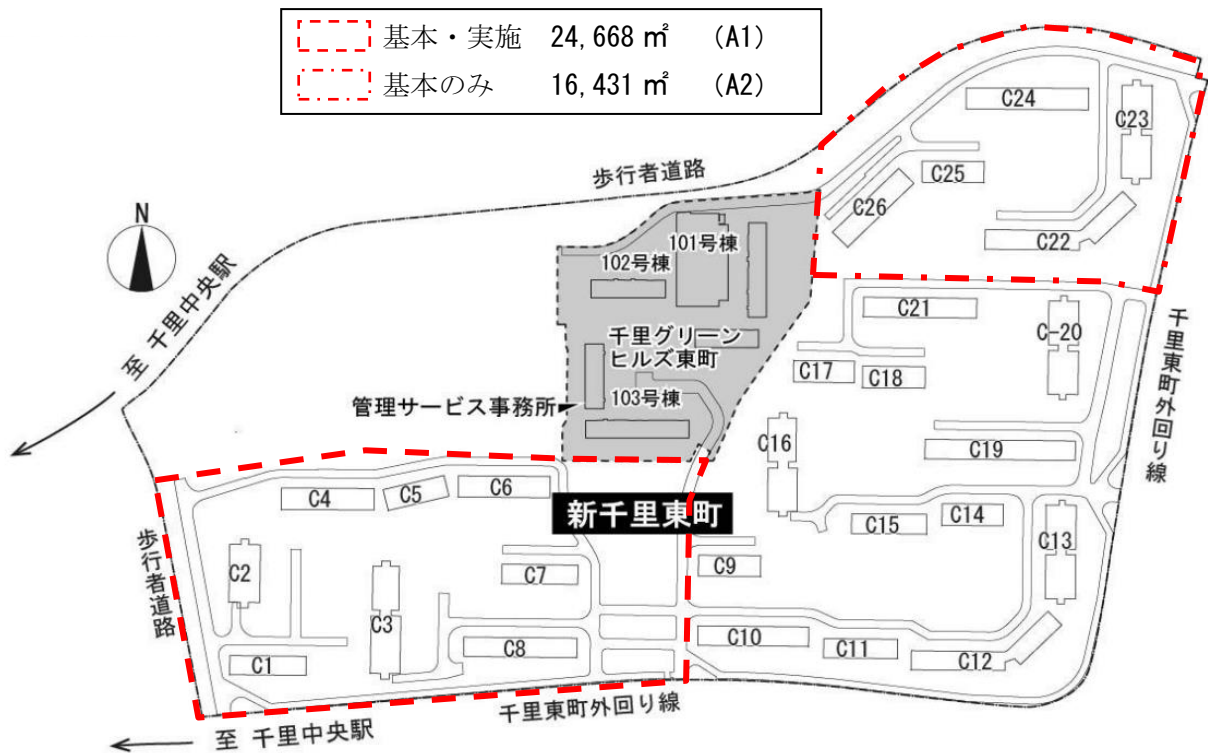 基本・実施 24,668 ㎡ (A1)
基本のみ 16,431 ㎡ (A2)
N
歩行者道路
至 千里中央駅
C24
C23
C25
C26
C22
101号棟
102号棟
千里グリーン
ヒルズ東町
103号棟
管理サービス事務所
C21
C-20
C17
C18
千里東町外回り線
C16
C19
C4
C5
C6
新千里東町
C15
C14
C13
歩行者道路
C2
C3
C7
C9
C1
C8
C10
C11
C12
千里東町外回り線
至 千里中央駅